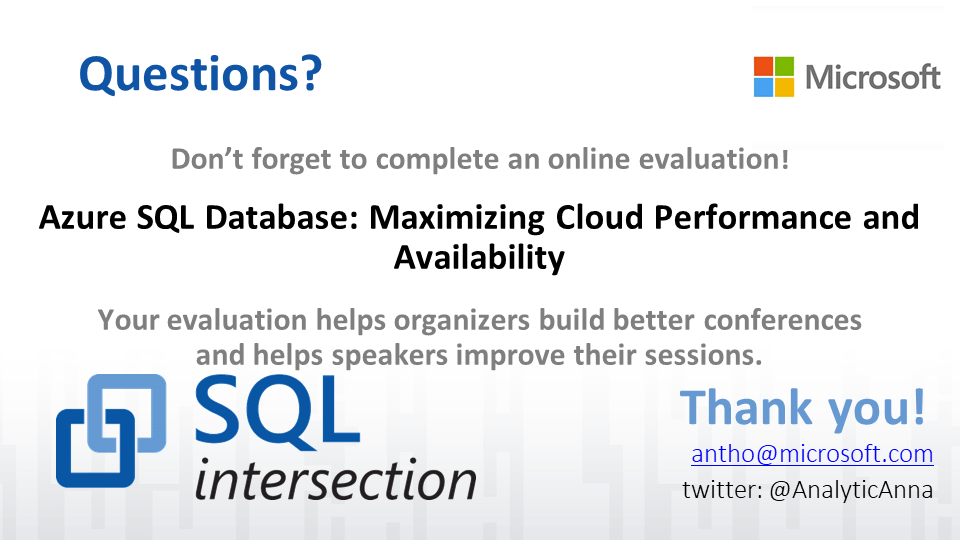 Questions?
Microsoft
Don’t forget to complete an online evaluation!
Azure SQL Database: Maximizing Cloud Performance and
Availability
Your evaluation helps organizers build better conferences
and helps speakers improve their sessions.
SQL
intersection
Thank you!
antho@microsoft.com
twitter: @AnalyticAnna